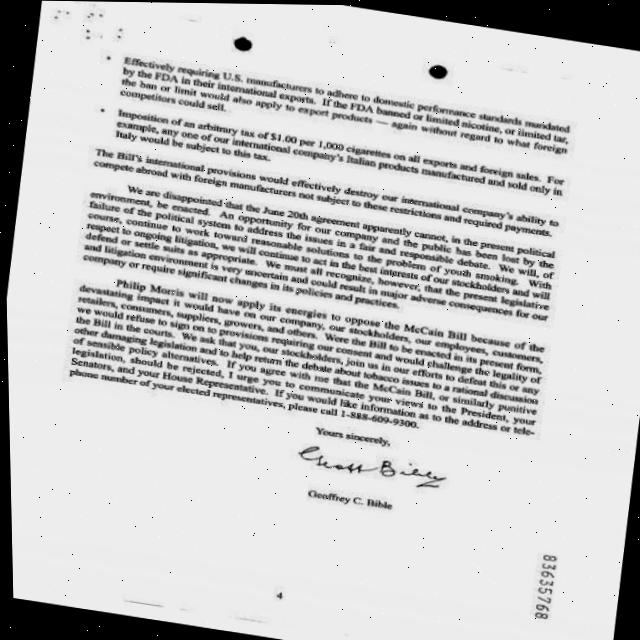 • Effectively requiring U.S. manufacturers to adhere to domestic performance standards mandated
by the FDA in their international exports. If the FDA banned or limited nicotine, or limited tar,
the ban or limit would also apply to export products — again without regard to what foreign
competitors could sell.
• Imposition of an arbitrary tax of $1.00 per 1,000 cigarettes on all exports and foreign sales. For
example, any one of our international company's Italian products manufactured and sold only in
Italy would be subject to this tax.
The Bill's international provisions would effectively destroy our international company's ability to
compete abroad with foreign manufacturers not subject to these restrictions and required payments.
We are disappointed that the June 20th agreement apparently cannot, in the present political
environment, be enacted. An opportunity for our company and the public has been lost by the
failure of the political system to address the issues in a fair and responsible debate. We will, of
course, continue to work toward reasonable solutions to the problem of youth smoking. With
respect to ongoing litigation, we will continue to act in the best interests of our stockholders and will
defend or settle suits as appropriate. We must all recognize, however, that the present legislative
and litigation environment is very uncertain and could result in major adverse consequences for our
company or require significant changes in its policies and practices.
Philip Morris will now apply its energies to oppose the McCain Bill because of the
devastating impact it would have on our company, our stockholders, our employees, customers,
retailers, consumers, suppliers, growers, and others. Were the Bill to be enacted in its present form,
we would refuse to sign on to provisions requiring our consent and would challenge the legality of
the Bill in the courts. We ask that you, our stockholders, join us in our efforts to defeat this or any
other damaging legislation and to help return the debate about tobacco issues to a rational discussion
of sensible policy alternatives. If you agree with me that the McCain Bill, or similarly punitive
legislation, should be rejected, I urge you to communicate your views to the President, your
Senators, and your House Representative. If you would like information as to the address or tele-
phone number of your elected representatives, please call 1-888-609-9300.
Yours sincerely,
Geoffrey C. Bible
4
83635768